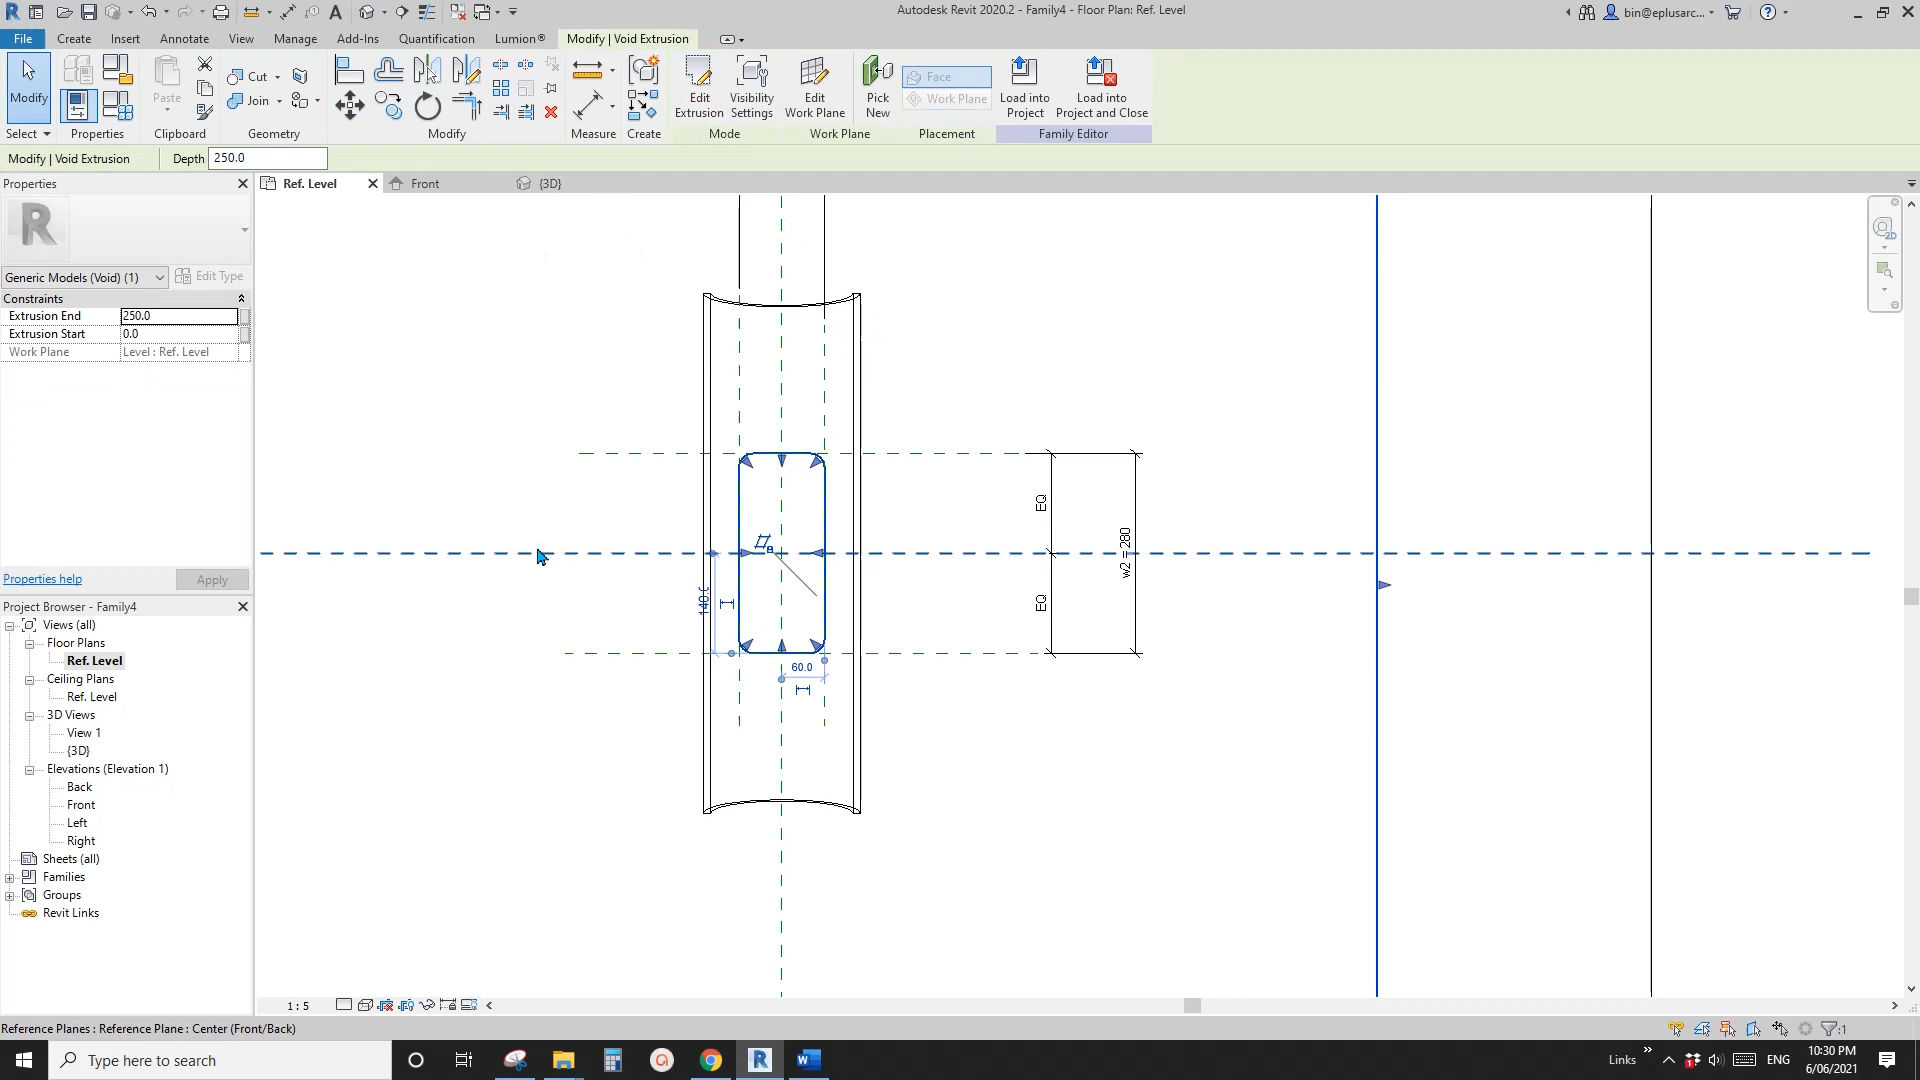 Autodesk Revit 2020.2 - Family4 - Floor Plan: Ref. Level
bin@eplusarc...
File Create Insert Annotate View Manage Add-Ins Quantification Lumion® Modify | Void Extrusion
Modify
Paste
Cut
Join
Edit Extrusion
Visibility Settings
Edit Work Plane
Pick New
Face
Work Plane
Load into Project
Load into Project and Close
Select Properties Clipboard Geometry Modify Measure Create Mode Work Plane Placement Family Editor
Modify | Void Extrusion Depth 250.0
Properties
Ref. Level Front {3D}
Generic Models (Void) (1) Edit Type
Constraints
Extrusion End 250.0
Extrusion Start 0.0
Work Plane Level : Ref. Level
Properties help Apply
Project Browser - Family4
Views (all)
Floor Plans
Ref. Level
Ceiling Plans
Ref. Level
3D Views
View 1
{3D}
Elevations (Elevation 1)
Back
Front
Left
Right
Sheets (all)
Families
Groups
Revit Links
EQ
EQ
w2 = 280
140.0
60.0
1 : 5
Reference Planes : Reference Plane : Center (Front/Back)
:1
Type here to search
Links
ENG
10:30 PM
6/06/2021